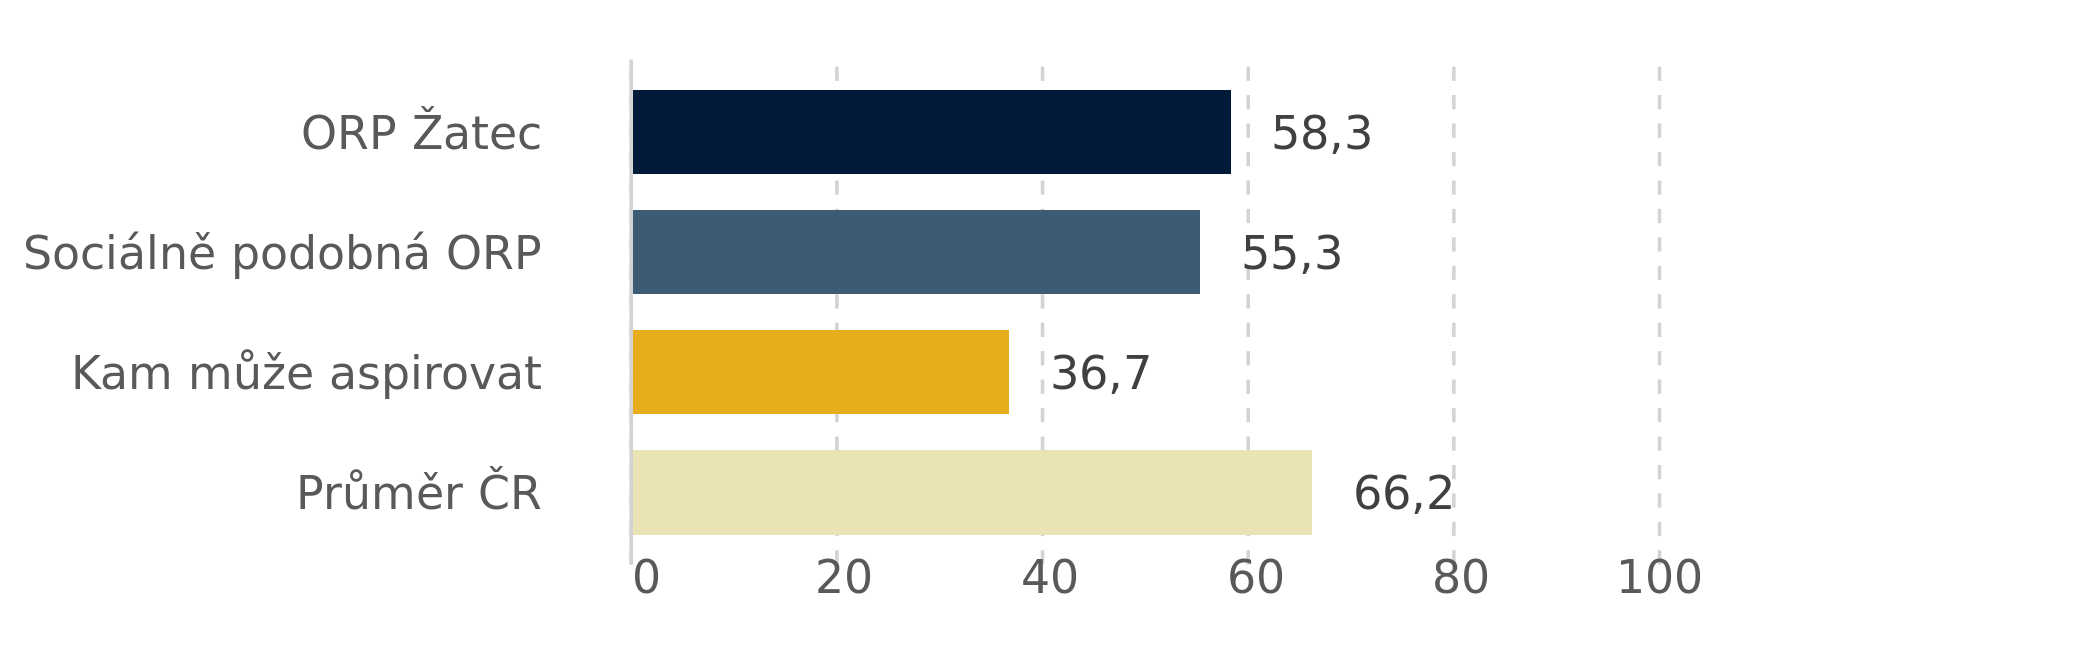 ORP Žatec 58,3
Sociálně podobná ORP 55,3
Kam může aspirovat 36,7
Průměr ČR 66,2
0 20 40 60 80 100